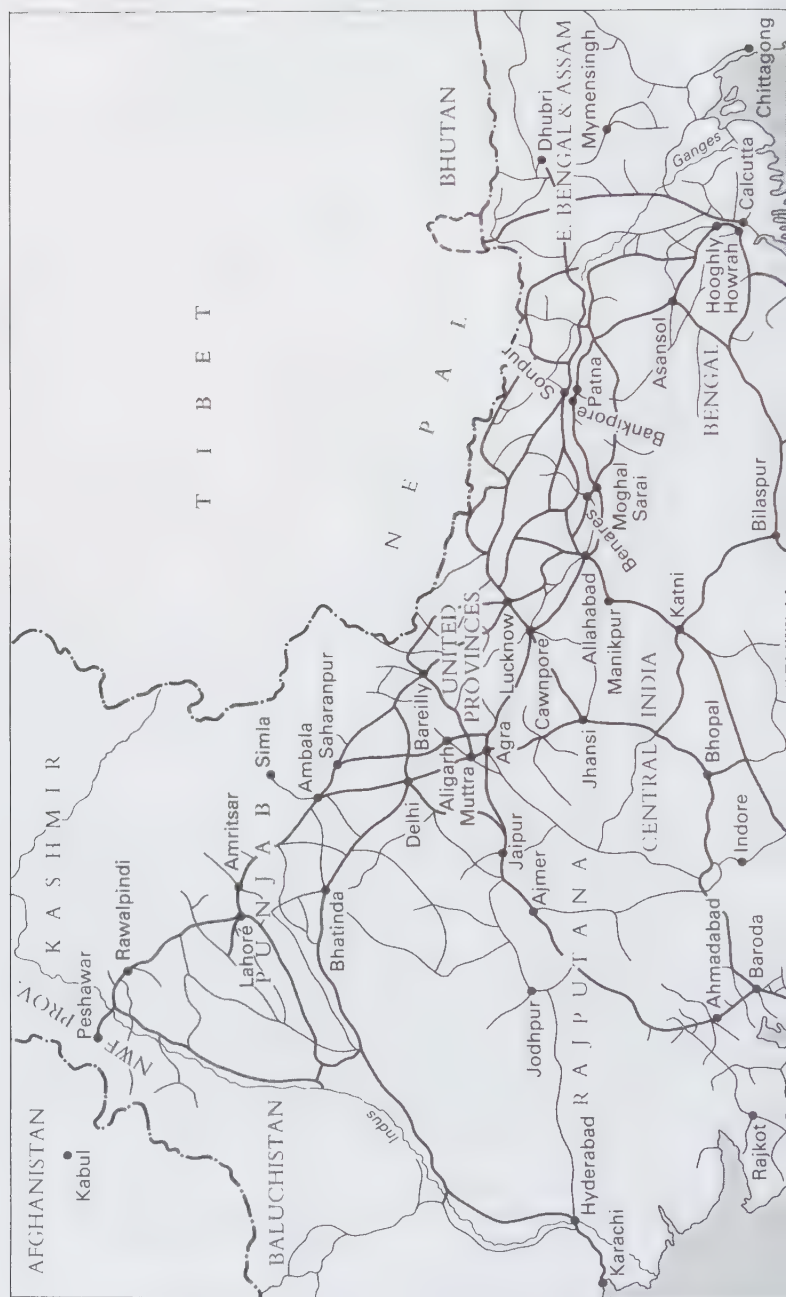 AFGHANISTAN
Kabul
PROV.
NWF
Peshawar
KASHMIR
Rawalpindi
TIBET
BALUCHISTAN
Indus
Lahore
Amritsar
PUNJAB
Simla
Ambala
Saharanpur
Bhatinda
Delhi
Bareilly
Aligarh
Muttra
Agra
UNITED
PROVINCES
NEPAL
BHUTAN
Lucknow
Cawnpore
Sonpur
Patna
Bankipore
Benares
Moghal
Sarai
Allahabad
Manikpur
Dhubri
E. BENGAL & ASSAM
Mymensingh
Ganges
Jaipur
Ajmer
Jodhpur
RAJPUTANA
Hyderabad
Karachi
Jhansi
CENTRAL INDIA
Katni
Bhopal
Indore
Asansol
BENGAL
Hooghly
Howrah
Calcutta
Chittagong
Bilaspur
Ahmadabad
Baroda
Rajkot